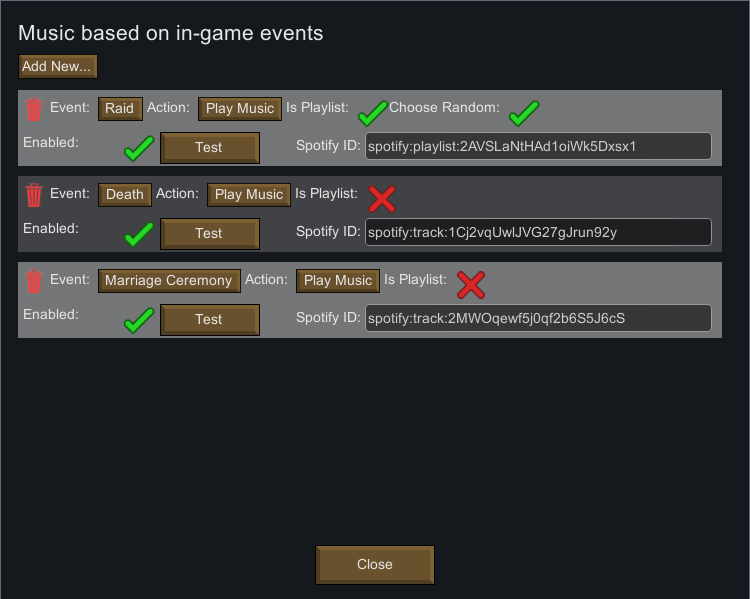 Music based on in-game events
Add New...
Event: Raid Action: Play Music Is Playlist: Choose Random:
Enabled: Test Spotify ID: spotify:playlist:2AVSLaNtHAd1oiWk5Dxsx1
Event: Death Action: Play Music Is Playlist:
Enabled: Test Spotify ID: spotify:track:1Cj2vqUwlJVG27gJrun92y
Event: Marriage Ceremony Action: Play Music Is Playlist:
Enabled: Test Spotify ID: spotify:track:2MWOqewf5j0qf2b6S5J6cS
Close